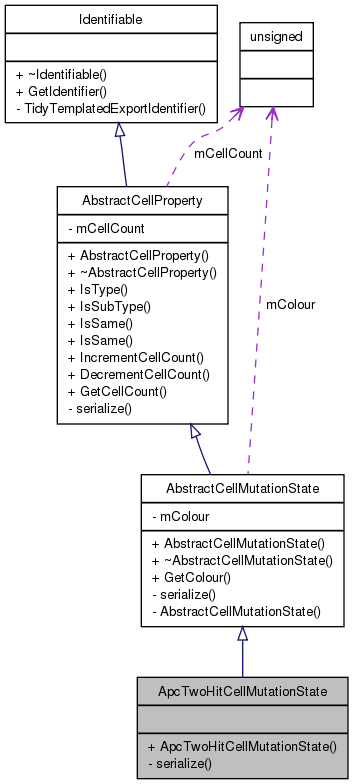 Identifiable
+ ~Identifiable()
+ GetIdentifier()
- TidyTemplatedExportIdentifier()
unsigned
mCellCount
AbstractCellProperty
- mCellCount
+ AbstractCellProperty()
+ ~AbstractCellProperty()
+ IsType()
+ IsSubType()
+ IsSame()
+ IsSame()
+ IncrementCellCount()
+ DecrementCellCount()
+ GetCellCount()
- serialize()
mColour
AbstractCellMutationState
- mColour
+ AbstractCellMutationState()
+ ~AbstractCellMutationState()
+ GetColour()
- serialize()
- AbstractCellMutationState()
ApcTwoHitCellMutationState
+ ApcTwoHitCellMutationState()
- serialize()